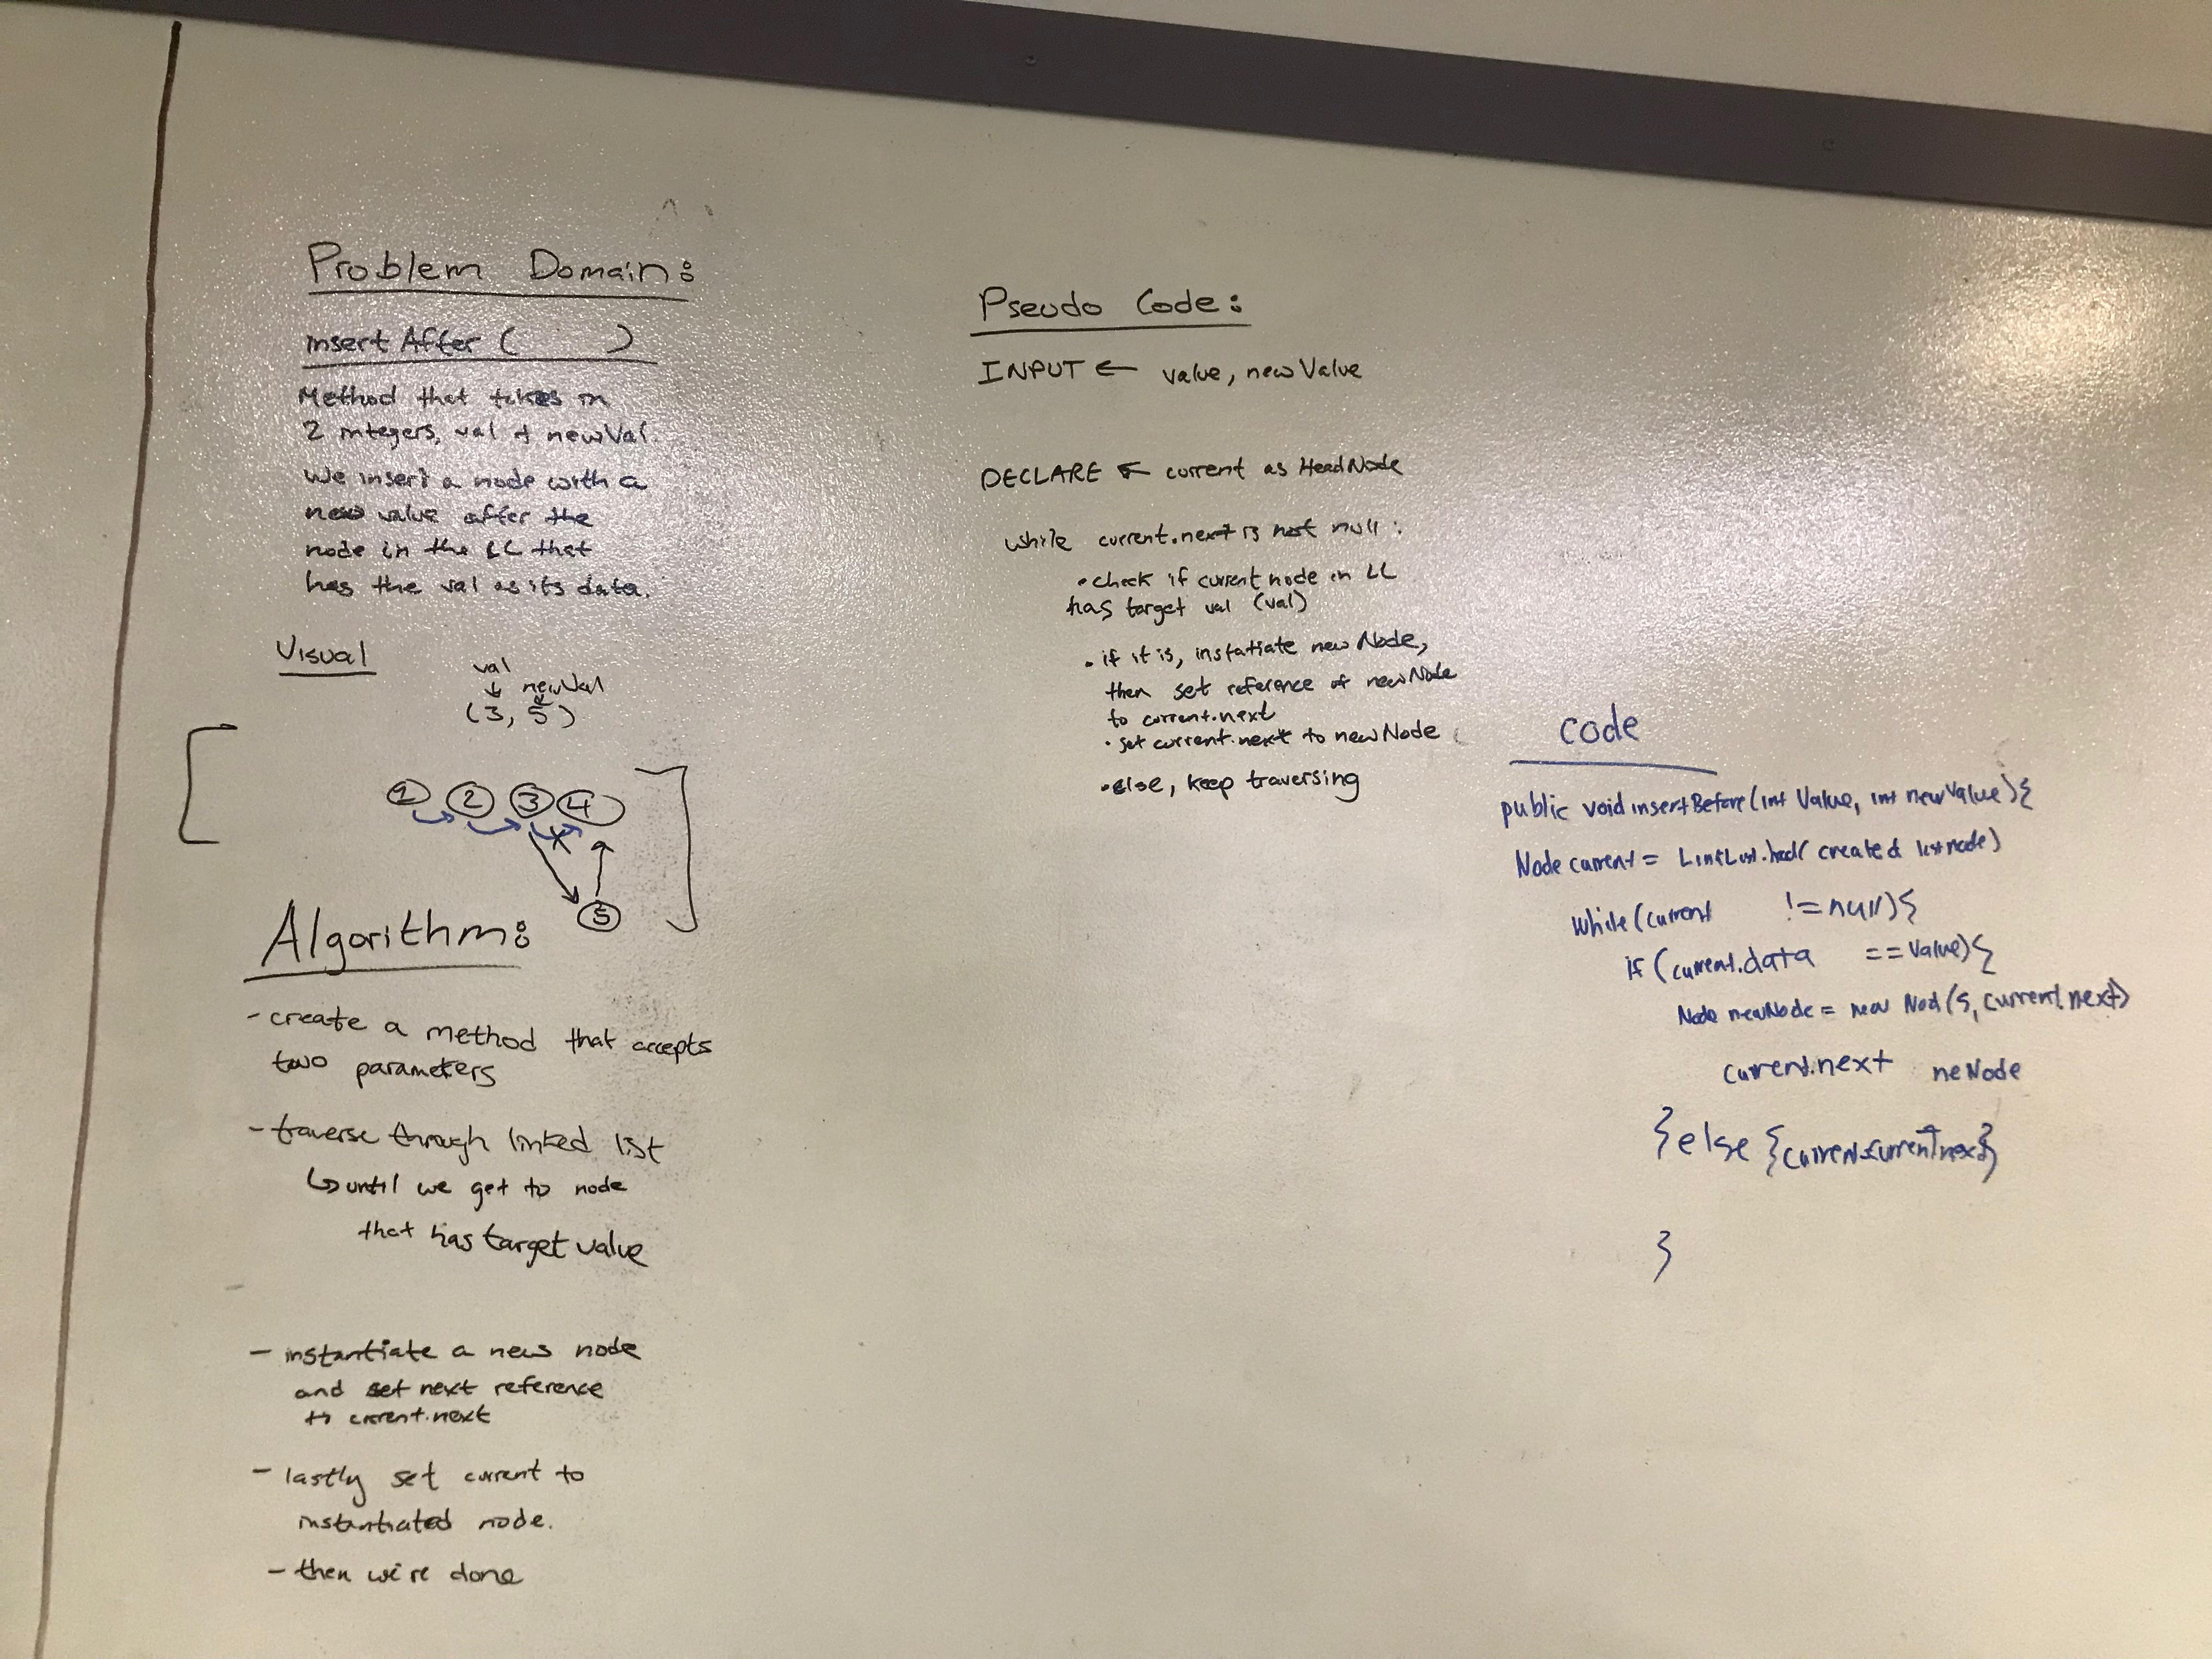 Problem Domain:
insert After ( )
Method that takes in
2 integers, val + newVal.
We insert a node with a
new value after the
node in the LL that
has the val as its data.
Visual
val
newVal
(3, 5)
1 2 3 4
5
Algorithm:
- create a method that accepts
two parameters
- traverse through linked list
↳ until we get to node
that has target value
- instantiate a new node
and set next reference
to current.next
- lastly set current to
instantiated node.
- then we're done
Pseudo Code:
INPUT ← value, newValue
DECLARE ← current as HeadNode
while current.next is not null:
• check if current node in LL
has target val (val)
• if it is, instatiate new Node,
then set reference of newNode
to current.next
• set current.next to newNode
• else, keep traversing
code
public void insertBefore(int Value, int newValue){
Node current = LinkList.head( created list node)
while (current != null){
if (current.data == value){
Node newNode = new Nod(5, current.next)
current.next neNode
} else {current=current.next}
}